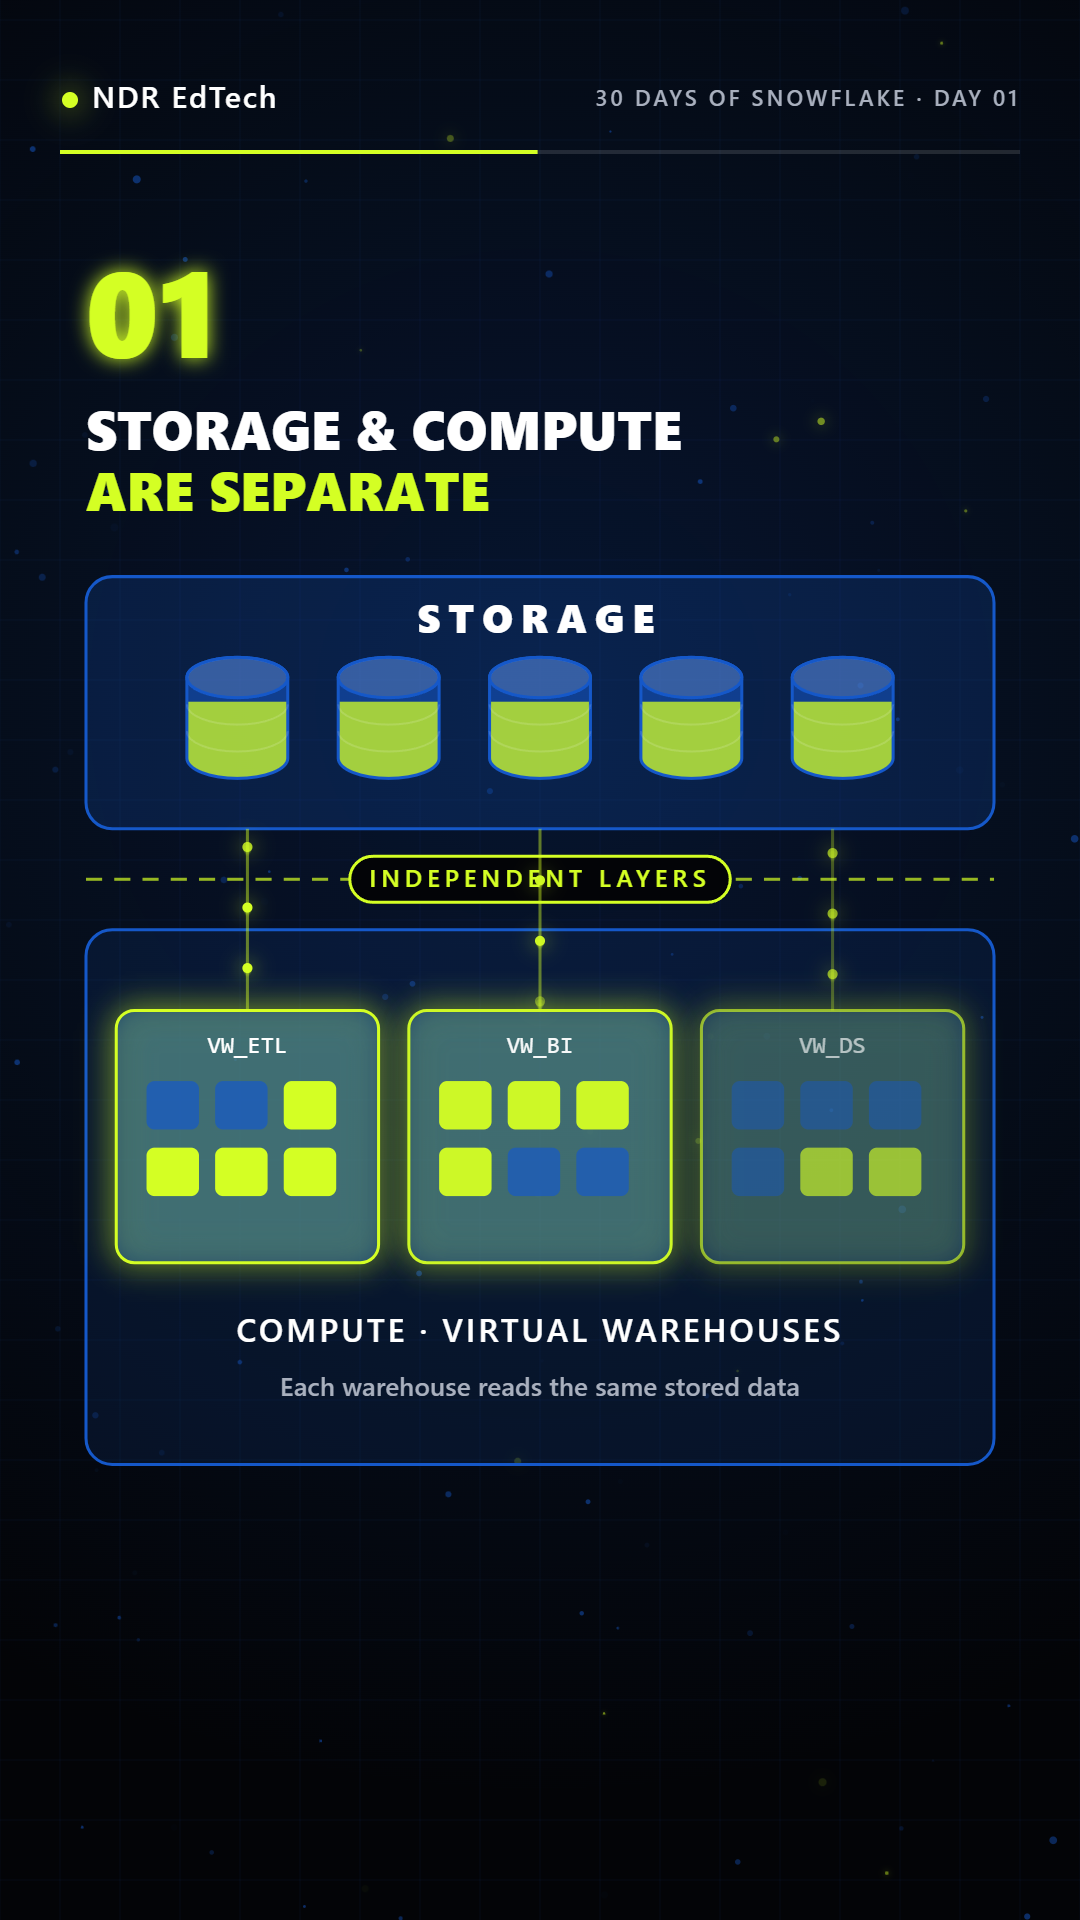 NDR EdTech
30 DAYS OF SNOWFLAKE · DAY 01
01
STORAGE & COMPUTE
ARE SEPARATE
STORAGE
INDEPENDENT LAYERS
VW_ETL
VW_BI
VW_DS
COMPUTE · VIRTUAL WAREHOUSES
Each warehouse reads the same stored data